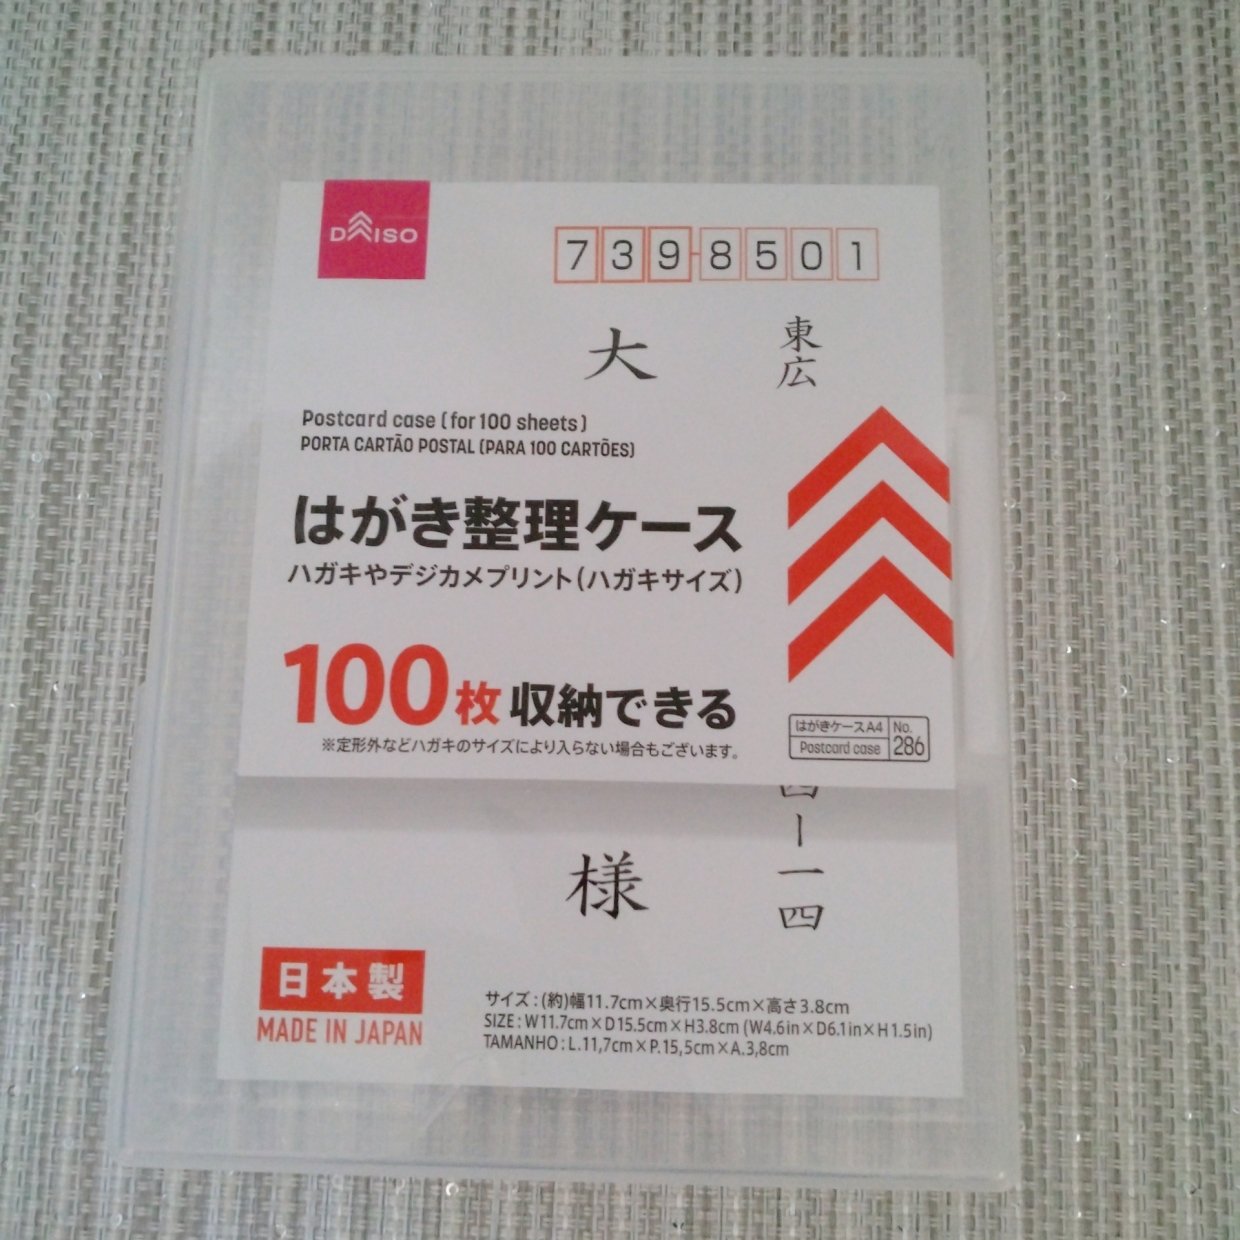 DAISO
739-8501
東広
大
Postcard case (for 100 sheets)
PORTA CARTÃO POSTAL (PARA 100 CARTÕES)
はがき整理ケース
ハガキやデジカメプリント(ハガキサイズ)
100枚収納できる
※定形外などハガキのサイズにより入らない場合もございます。
はがきケースA4 No.
Postcard case 286
四-一四
様
日本製
MADE IN JAPAN
サイズ:(約)幅11.7cm×奥行15.5cm×高さ3.8cm
SIZE:W11.7cm×D15.5cm×H3.8cm (W4.6in×D6.1in×H1.5in)
TAMANHO:L.11,7cm×P.15,5cm×A.3,8cm